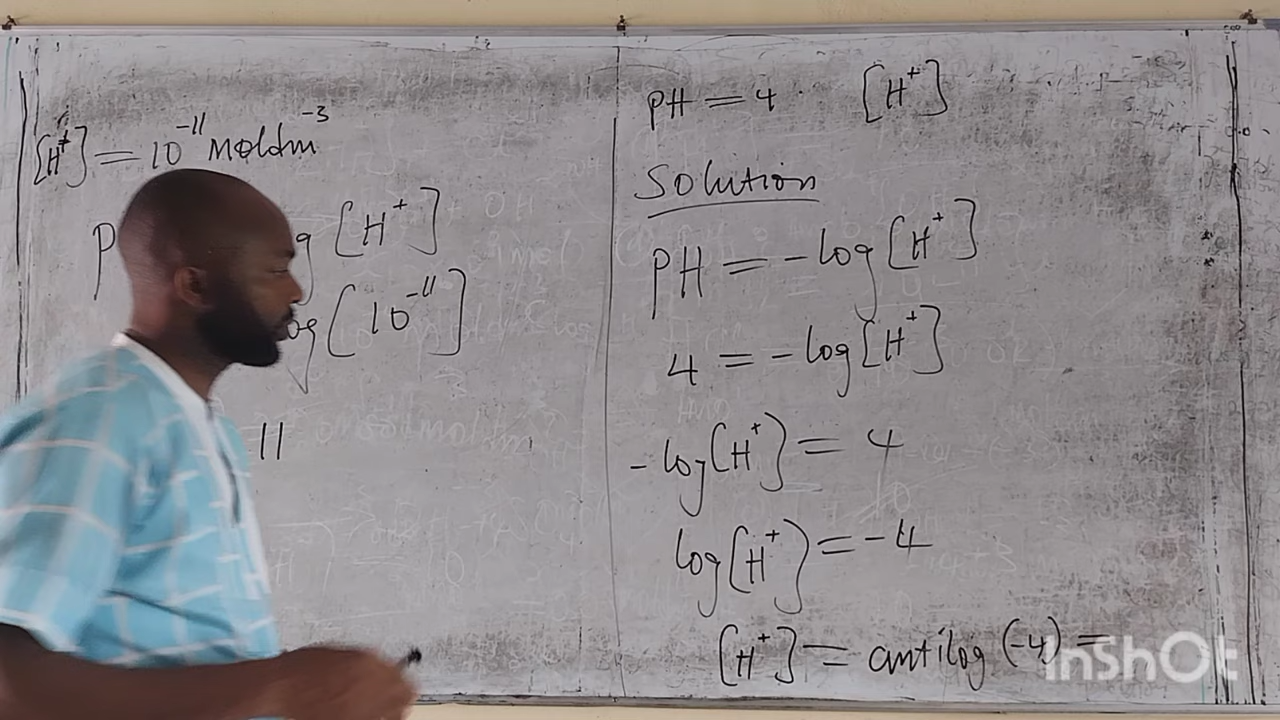 [H⁺] = 10⁻¹¹ moldm⁻³
P g [H⁺]
og [10⁻¹¹]
11
PH = 4 [H⁺]
Solution
PH = -log [H⁺]
4 = -log [H⁺]
-log [H⁺] = 4
log [H⁺] = -4
[H⁺] = antilog (-4) =
InShOt